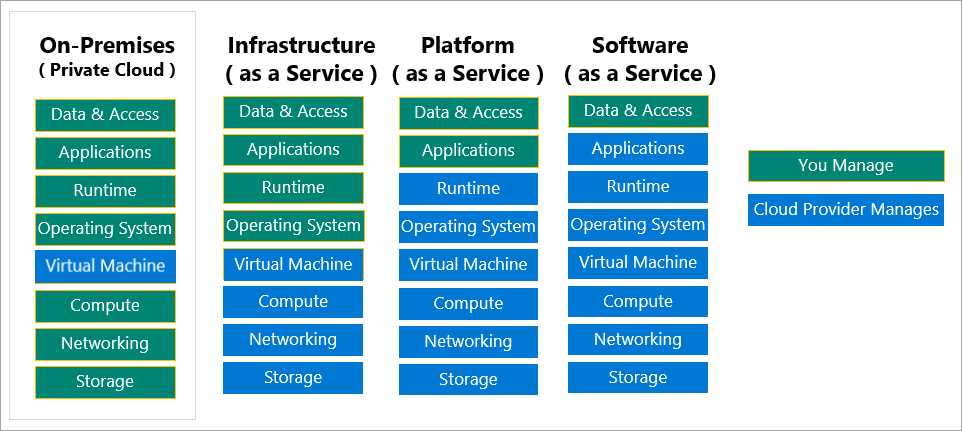 On-Premises
( Private Cloud )
Data & Access
Applications
Runtime
Operating System
Virtual Machine
Compute
Networking
Storage
Infrastructure
( as a Service )
Data & Access
Applications
Runtime
Operating System
Virtual Machine
Compute
Networking
Storage
Platform
( as a Service )
Data & Access
Applications
Runtime
Operating System
Virtual Machine
Compute
Networking
Storage
Software
( as a Service )
Data & Access
Applications
Runtime
Operating System
Virtual Machine
Compute
Networking
Storage
You Manage
Cloud Provider Manages